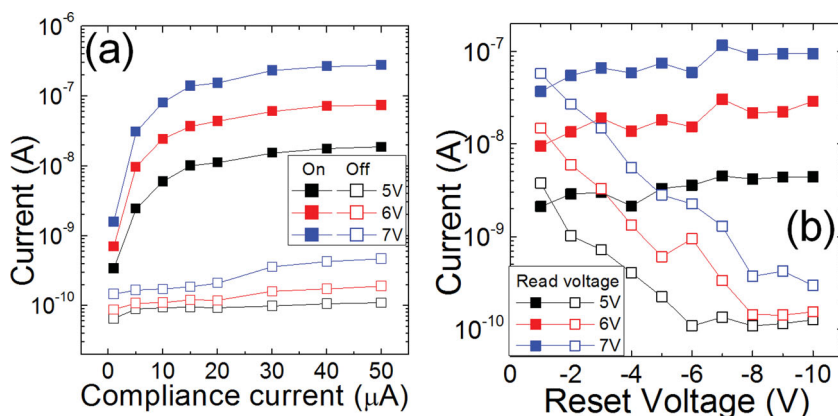 (a)
Current (A)
10⁻⁶
10⁻⁷
10⁻⁸
10⁻⁹
10⁻¹⁰
0 10 20 30 40 50
Compliance current (μA)
On Off
5V
6V
7V
(b)
Current (A)
10⁻⁷
10⁻⁸
10⁻⁹
10⁻¹⁰
0 -2 -4 -6 -8 -10
Reset Voltage (V)
Read voltage
5V
6V
7V